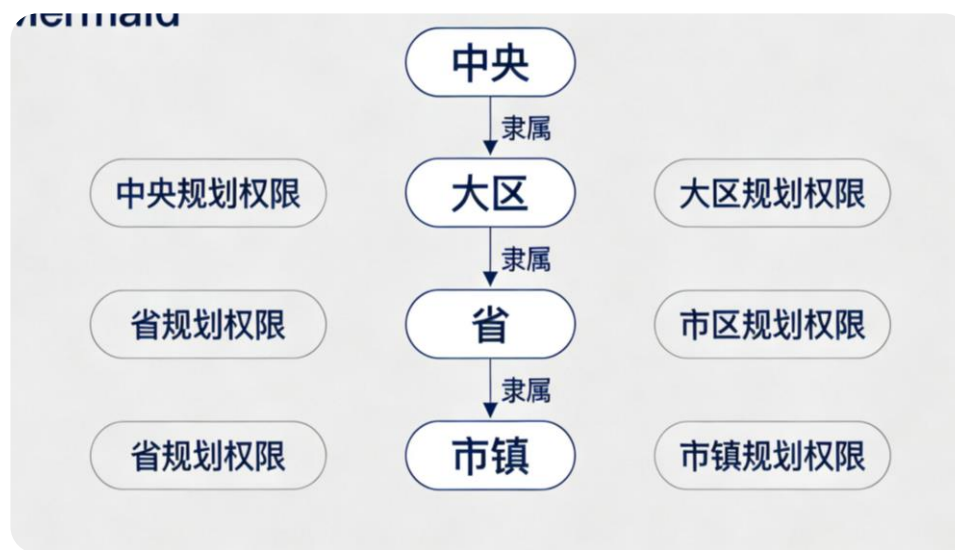 mermaid
中央
隶属
中央规划权限
大区
大区规划权限
隶属
省规划权限
省
市区规划权限
隶属
省规划权限
市镇
市镇规划权限